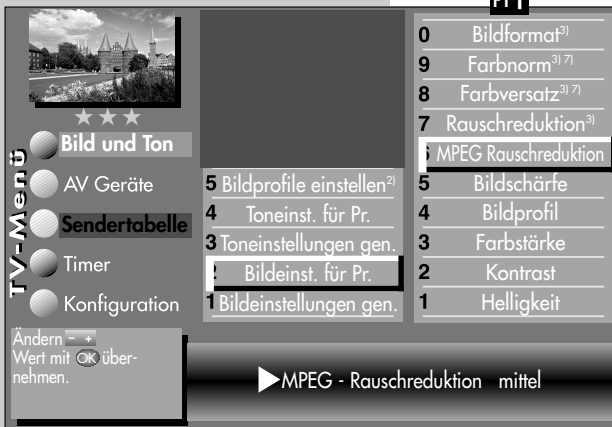 Pr 1
TV-Menü
Bild und Ton
AV Geräte
Sendertabelle
Timer
Konfiguration
5 Bildprofile einstellen2)
4 Toneinst. für Pr.
3 Toneinstellungen gen.
2 Bildeinst. für Pr.
1 Bildeinstellungen gen.
0 Bildformat3)
9 Farbnorm3) 7)
8 Farbversatz3) 7)
7 Rauschreduktion3)
6 MPEG Rauschreduktion
5 Bildschärfe
4 Bildprofil
3 Farbstärke
2 Kontrast
1 Helligkeit
Ändern - +
Wert mit OK über-
nehmen.
MPEG - Rauschreduktion mittel